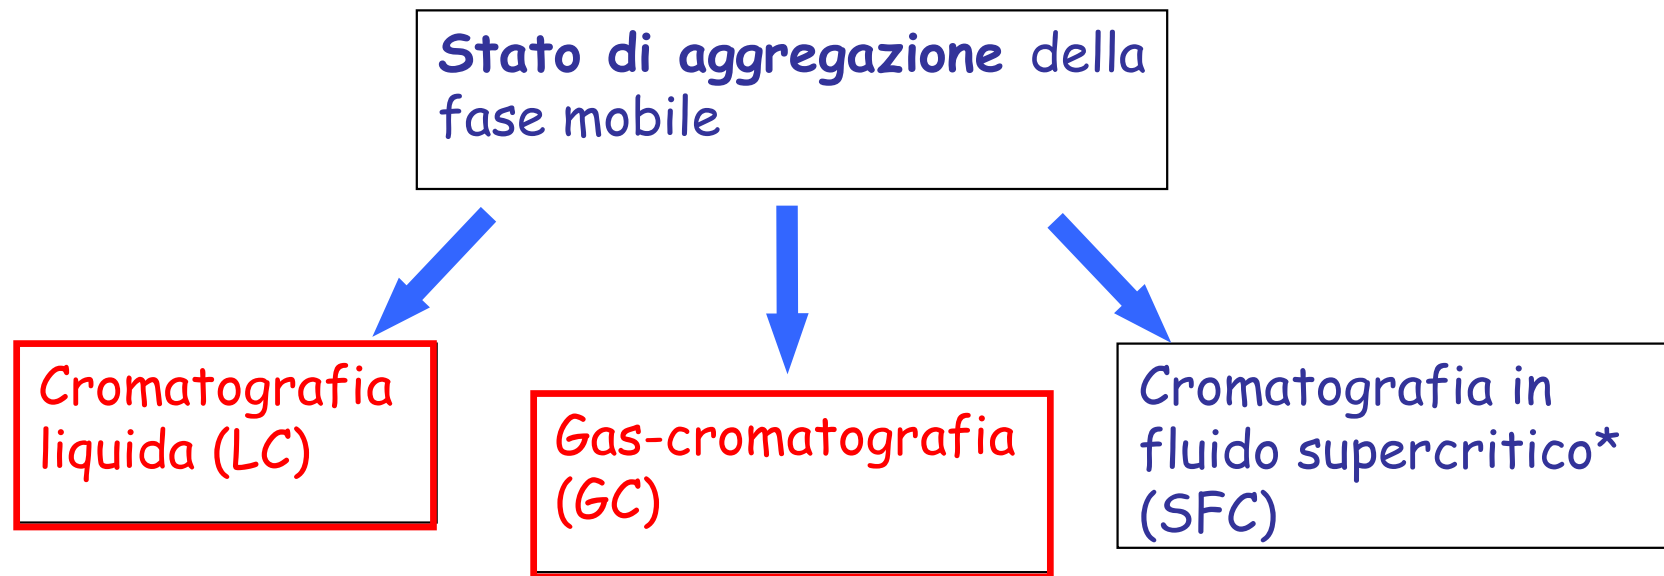 Stato di aggregazione della
fase mobile
Cromatografia
liquida (LC)
Gas-cromatografia
(GC)
Cromatografia in
fluido supercritico*
(SFC)